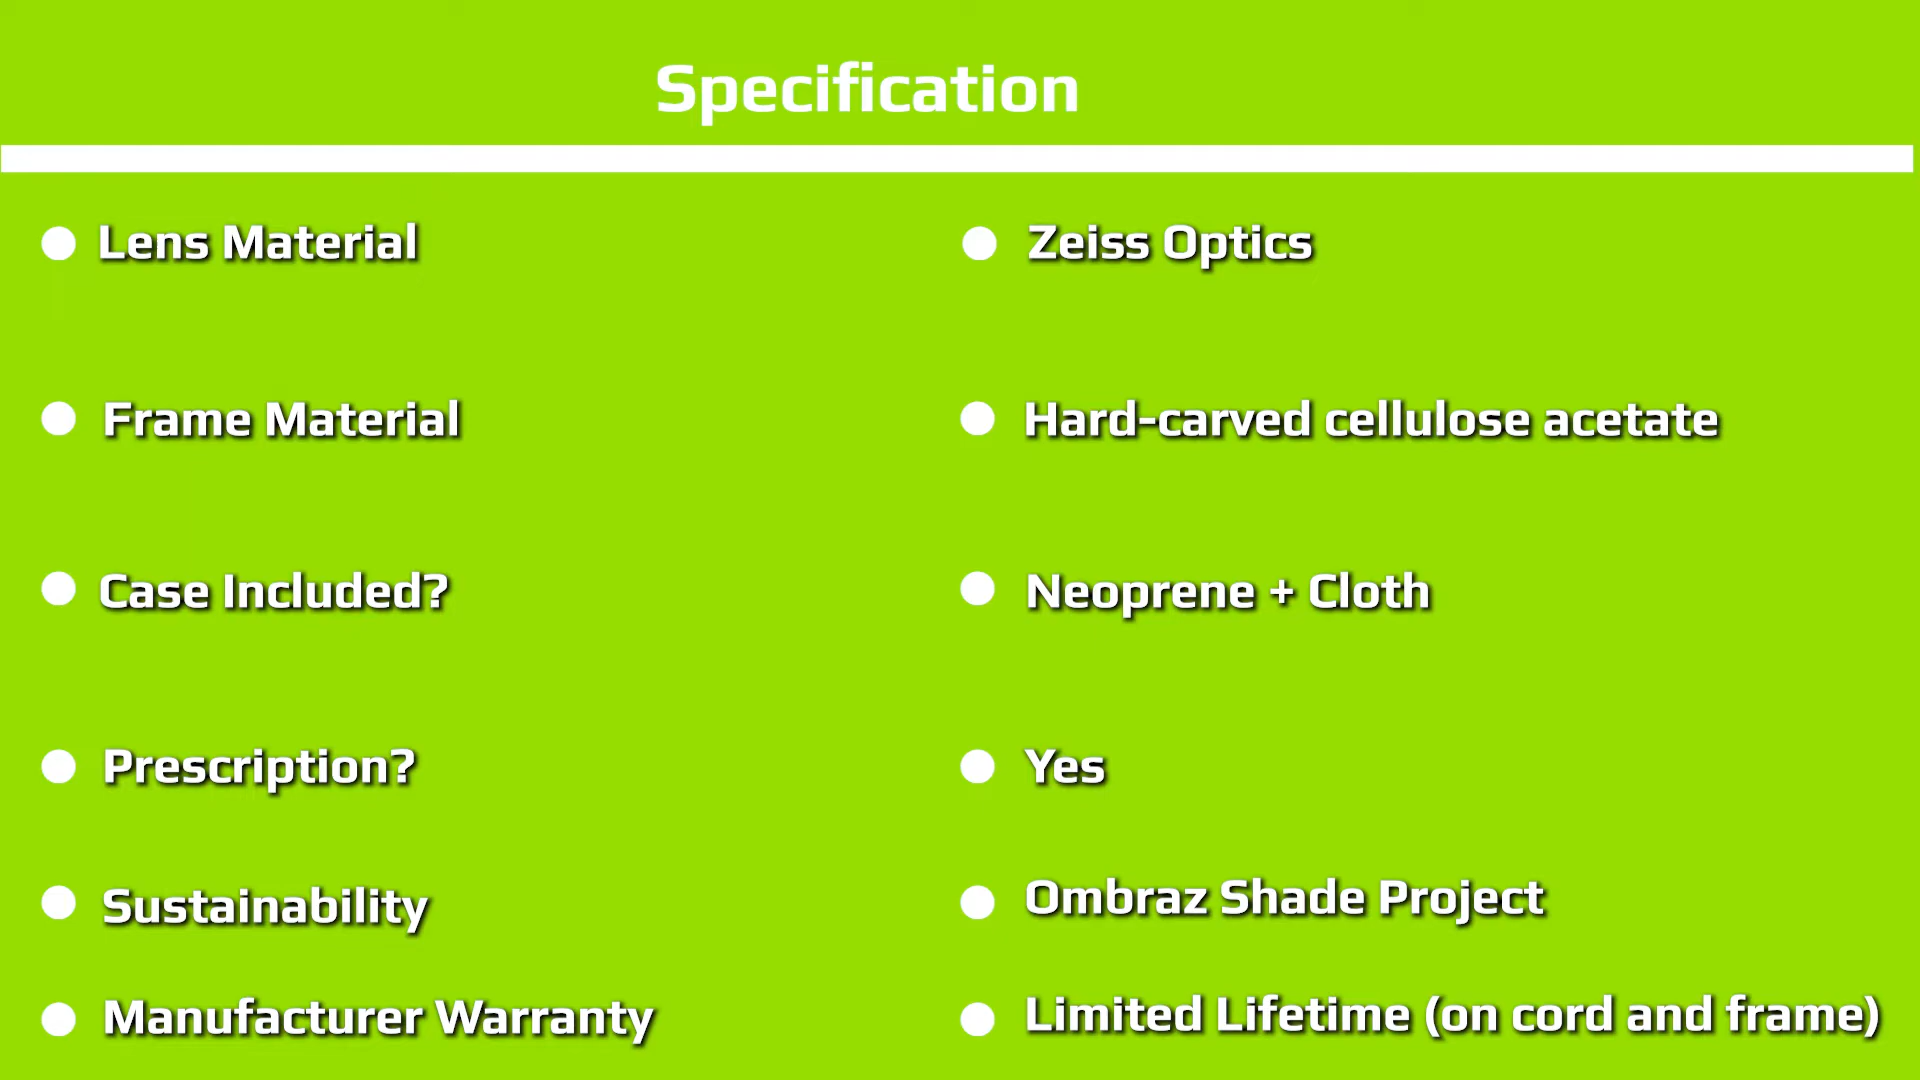 Specification
Lens Material
Zeiss Optics
Frame Material
Hard-carved cellulose acetate
Case Included?
Neoprene + Cloth
Prescription?
Yes
Sustainability
Ombraz Shade Project
Manufacturer Warranty
Limited Lifetime (on cord and frame)